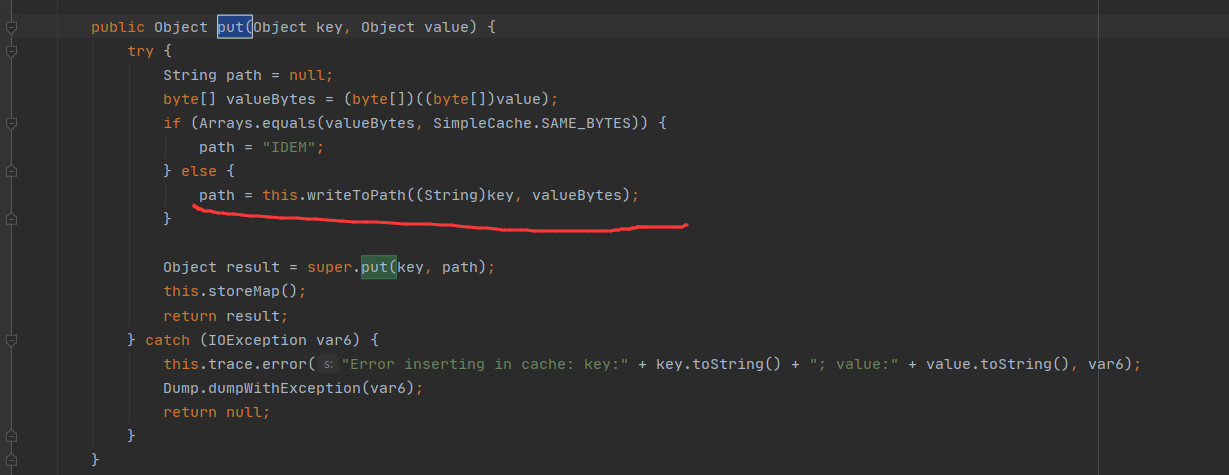 public Object put(Object key, Object value) {
try {
String path = null;
byte[] valueBytes = (byte[])((byte[])value);
if (Arrays.equals(valueBytes, SimpleCache.SAME_BYTES)) {
path = "IDEM";
} else {
path = this.writeToPath((String)key, valueBytes);
}
Object result = super.put(key, path);
this.storeMap();
return result;
} catch (IOException var6) {
this.trace.error( s: "Error inserting in cache: key:" + key.toString() + "; value:" + value.toString(), var6);
Dump.dumpWithException(var6);
return null;
}
}